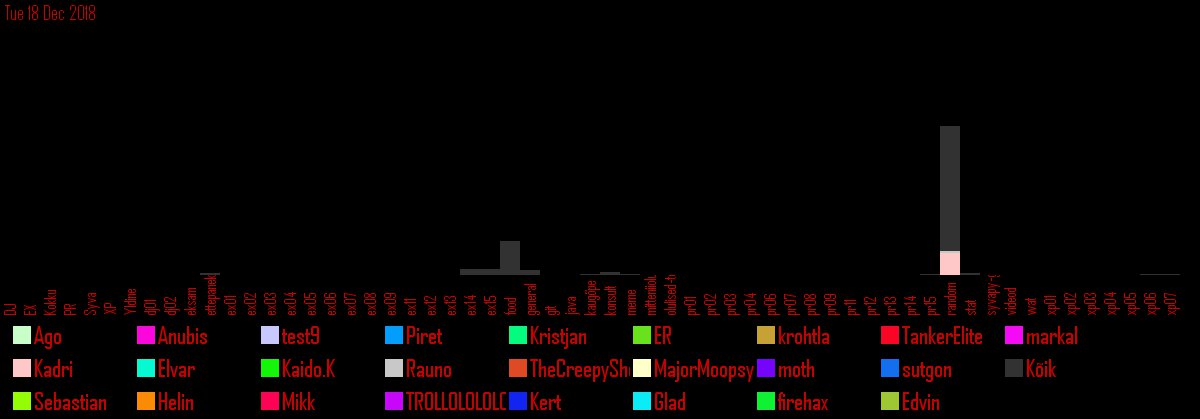 Tue 18 Dec 2018
DJ
EX
Kokku
PR
Syva
XP
Yldine
dj01
dj02
eksam
ettepanek
ex01
ex02
ex03
ex04
ex05
ex06
ex07
ex08
ex09
ex11
ex12
ex13
ex14
ex15
general
git
java
kaugõpe
konsult
meme
pr01
pr02
pr03
pr04
pr06
pr07
pr08
pr09
pr11
pr12
pr13
pr14
pr15
random
stat
videod
wat
xp01
xp02
xp03
xp04
xp05
xp06
xp07
Ago Anubis test9 Piret Kristjan ER krohtla TankerElite markal
Kadri Elvar Kaido.K Rauno TheCreepySh MajorMoopsy moth sutgon Kõik
Sebastian Helin Mikk TROLLOLOLOLO Kert Glad firehax Edvin